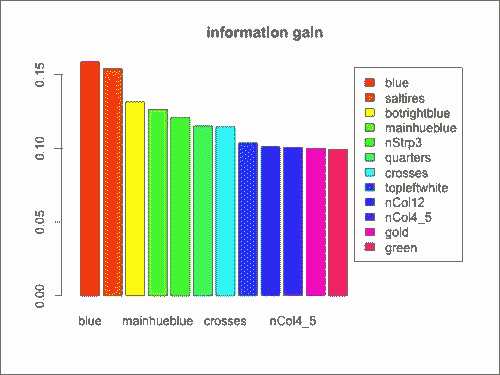 information gain
0.15
0.10
0.05
0.00
blue
saltires
botrightblue
mainhueblue
nStrp3
quarters
crosses
topleftwhite
nCol12
nCol4_5
gold
green
blue mainhueblue crosses nCol4_5